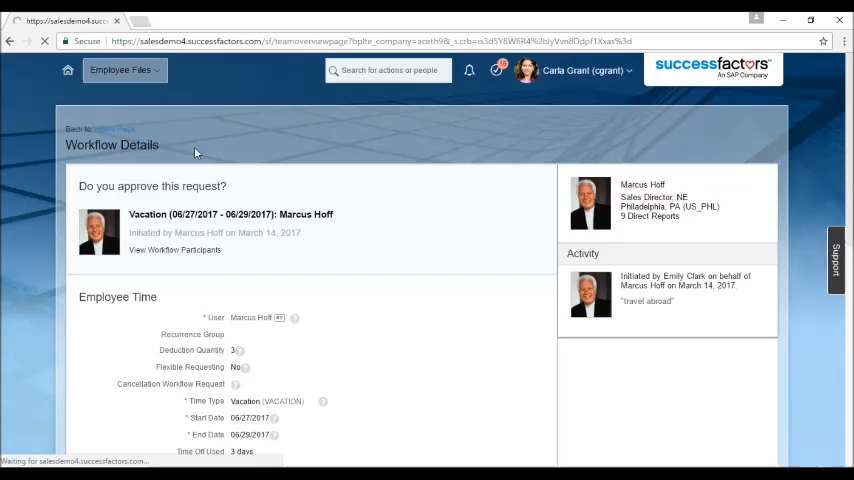 https://salesdemo4.succes
Secure https://salesdemo4.successfactors.com/sf/teamoverviewpage?bplte_company=aceth9&_s.crb=is3d5Y8W6R4%2blyVvn8Ddpf1Xxas%3d
Employee Files
Search for actions or people
Carla Grant (cgrant)
successfactors™
An SAP Company
Back to: Home Page
Workflow Details
Do you approve this request?
Vacation (06/27/2017 - 06/29/2017): Marcus Hoff
Initiated by Marcus Hoff on March 14, 2017
View Workflow Participants
Marcus Hoff
Sales Director, NE
Philadelphia, PA (US_PHL)
9 Direct Reports
Activity
Initiated by Emily Clark on behalf of
Marcus Hoff on March 14, 2017.
"travel abroad"
Support
Employee Time
* User Marcus Hoff
Recurrence Group
Deduction Quantity 3
Flexible Requesting No
Cancellation Workflow Request
* Time Type Vacation (VACATION)
* Start Date 06/27/2017
* End Date 06/29/2017
Time Off Used 3 days
Waiting for salesdemo4.successfactors.com...